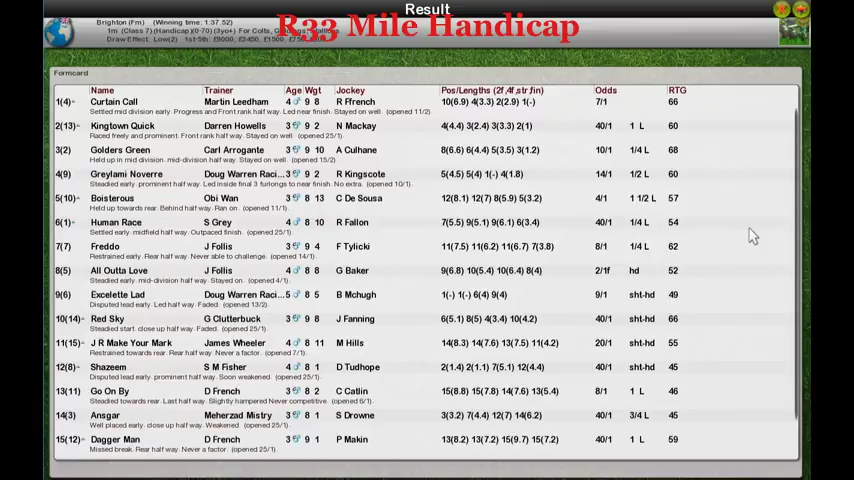 Result
Brighton (Fm) (Winning time: 1:37.52)
R33 Mile Handicap
1m (Class 7) (Handicap)(0-70) (3yo+) For Colts,
Draw Effect: Low(2) 1st-5th: £9000, £3450, £1500,
Formcard
Name Trainer Age Wgt Jockey Pos/Lengths (2f,4f,str,fin) Odds RTG
1(4) Curtain Call Martin Leedham 4 9 8 R Ffrench 10(6.9) 4(3.3) 2(2.9) 1(-) 7/1 66
Settled mid division early. Progress and Front rank half way. Led near finish. Stayed on well. (opened 11/2)
2(13) Kingtown Quick Darren Howells 3 9 2 N Mackay 4(4.4) 3(2.4) 3(3.3) 2(1) 40/1 1 L 60
Raced freely and prominent. Front rank half way. Stayed on well. (opened 25/1)
3(2) Golders Green Carl Arrogante 3 9 10 A Culhane 8(6.6) 6(4.4) 5(3.5) 3(1.2) 10/1 1/4 L 68
Held up in mid division. mid-division half way. Stayed on well. (opened 15/2)
4(9) Greylami Noverre Doug Warren Raci... 3 9 2 R Kingscote 5(4.5) 5(4) 1(-) 4(1.8) 14/1 1/2 L 60
Steadied early. prominent half way. Led inside final 3 furlongs to near finish. No extra. (opened 10/1)
5(10) Boisterous Obi Wan 3 8 13 C De Sousa 12(8.1) 12(7) 8(5.9) 5(3.2) 4/1 1 1/2 L 57
Held up towards rear. Behind half way. Ran on. (opened 11/1)
6(1) Human Race S Grey 4 8 10 R Fallon 7(5.5) 9(5.1) 9(6.1) 6(3.4) 40/1 1/4 L 54
Settled early. midfield half way. Outpaced finish. (opened 25/1)
7(7) Freddo J Follis 3 9 4 F Tylicki 11(7.5) 11(6.2) 11(6.7) 7(3.8) 8/1 1/4 L 62
Restrained early. Rear half way. Never able to challenge. (opened 14/1)
8(5) All Outta Love J Follis 4 8 8 G Baker 9(6.8) 10(5.4) 10(6.4) 8(4) 2/1f hd 52
Steadied early. mid-division half way. Stayed on. (opened 4/1)
9(6) Excelette Lad Doug Warren Raci... 5 8 5 B Mchugh 1(-) 1(-) 6(4) 9(4) 9/1 sht-hd 49
Disputed lead early. Led half way. Faded. (opened 13/2)
10(14) Red Sky G Clutterbuck 3 9 8 J Fanning 6(5.1) 8(5) 4(3.4) 10(4.2) 40/1 sht-hd 66
Steadied start. close up half way. Faded. (opened 25/1)
11(15) J R Make Your Mark James Wheeler 4 8 11 M Hills 14(8.3) 14(7.6) 13(7.5) 11(4.2) 20/1 sht-hd 55
Restrained towards rear. Rear half way. Never a factor. (opened 7/1)
12(8) Shazeem S M Fisher 4 8 1 D Tudhope 2(1.4) 2(1.1) 7(5.1) 12(4.4) 40/1 sht-hd 45
Disputed lead early. prominent half way. Soon weakened. (opened 25/1)
13(11) Go On By D French 3 8 2 C Catlin 15(8.8) 15(7.8) 14(7.6) 13(5.4) 8/1 1 L 46
Steadied towards rear. Last half way. Slightly hampered Never competitive. (opened 6/1)
14(3) Ansgar Meherzad Mistry 3 8 1 S Drowne 3(3.2) 7(4.4) 12(7) 14(6.2) 40/1 3/4 L 45
Well placed early. close up half way. Weakened. (opened 25/1)
15(12) Dagger Man D French 3 9 1 P Makin 13(8.2) 13(7.2) 15(9.7) 15(7.2) 40/1 1 L 59
Missed break. Rear half way. Never a factor. (opened 25/1)